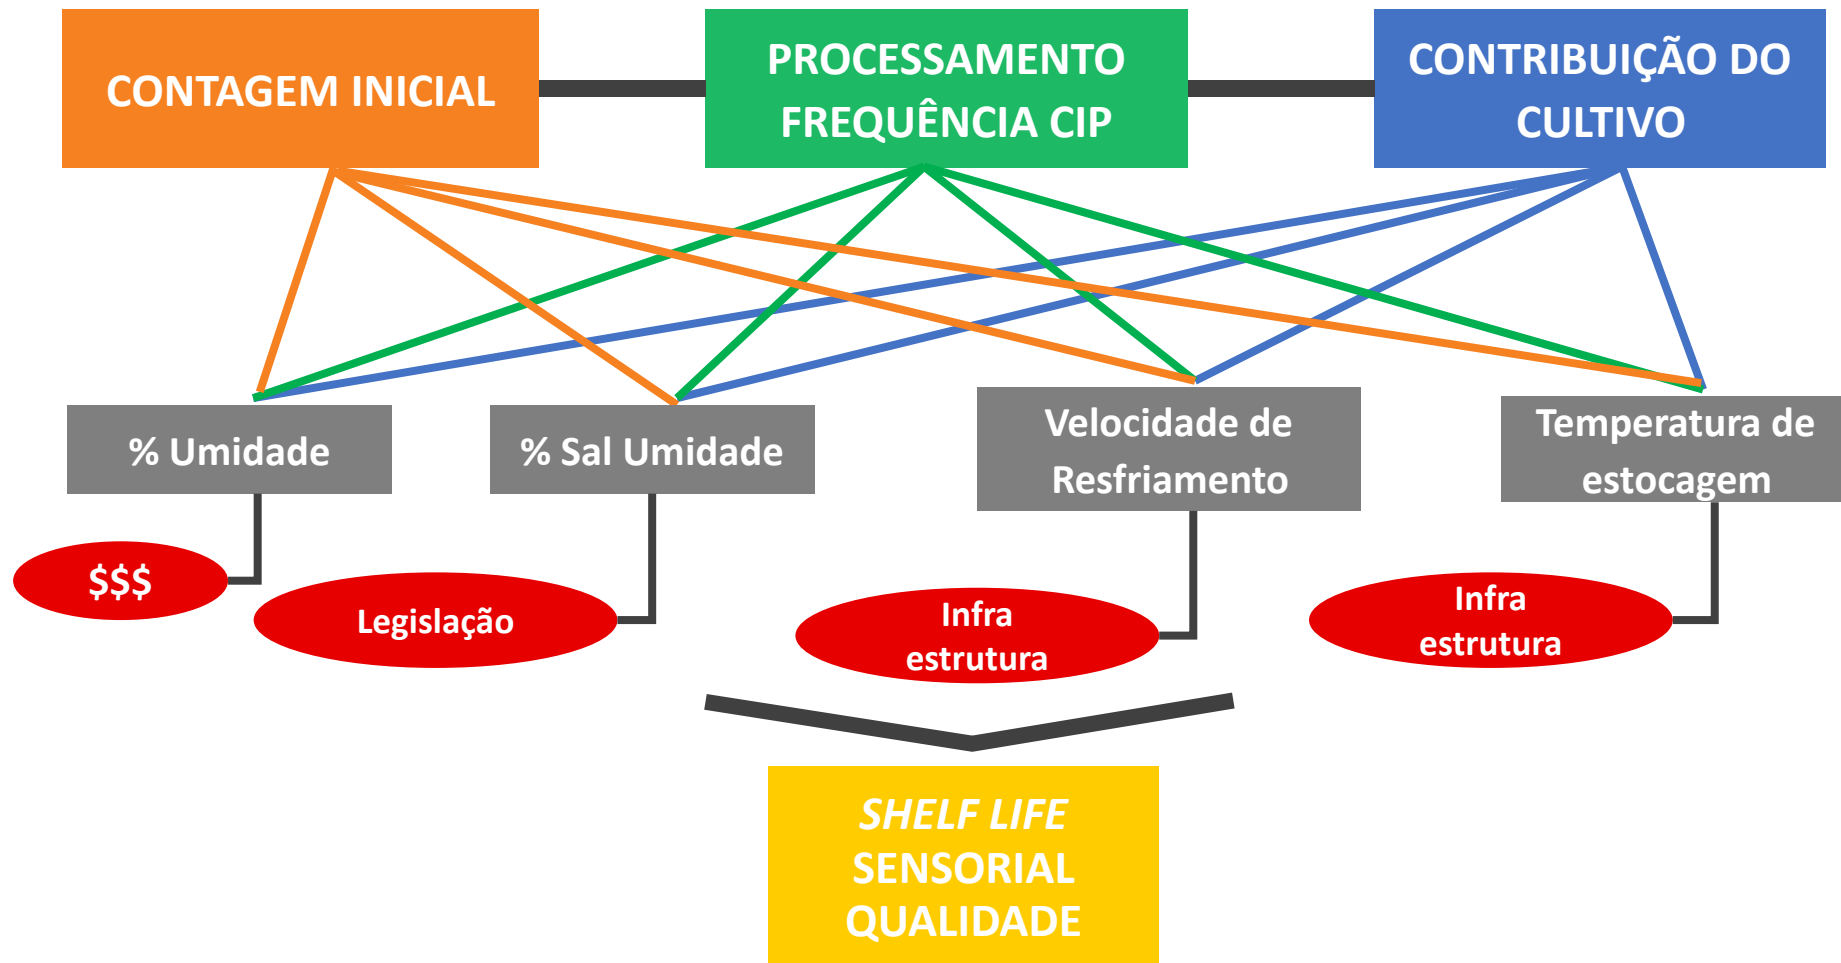 CONTAGEM INICIAL
PROCESSAMENTO
FREQUÊNCIA CIP
CONTRIBUIÇÃO DO
CULTIVO
% Umidade
% Sal Umidade
Velocidade de
Resfriamento
Temperatura de
estocagem
$$$
Legislação
Infra
estrutura
Infra
estrutura
SHELF LIFE
SENSORIAL
QUALIDADE